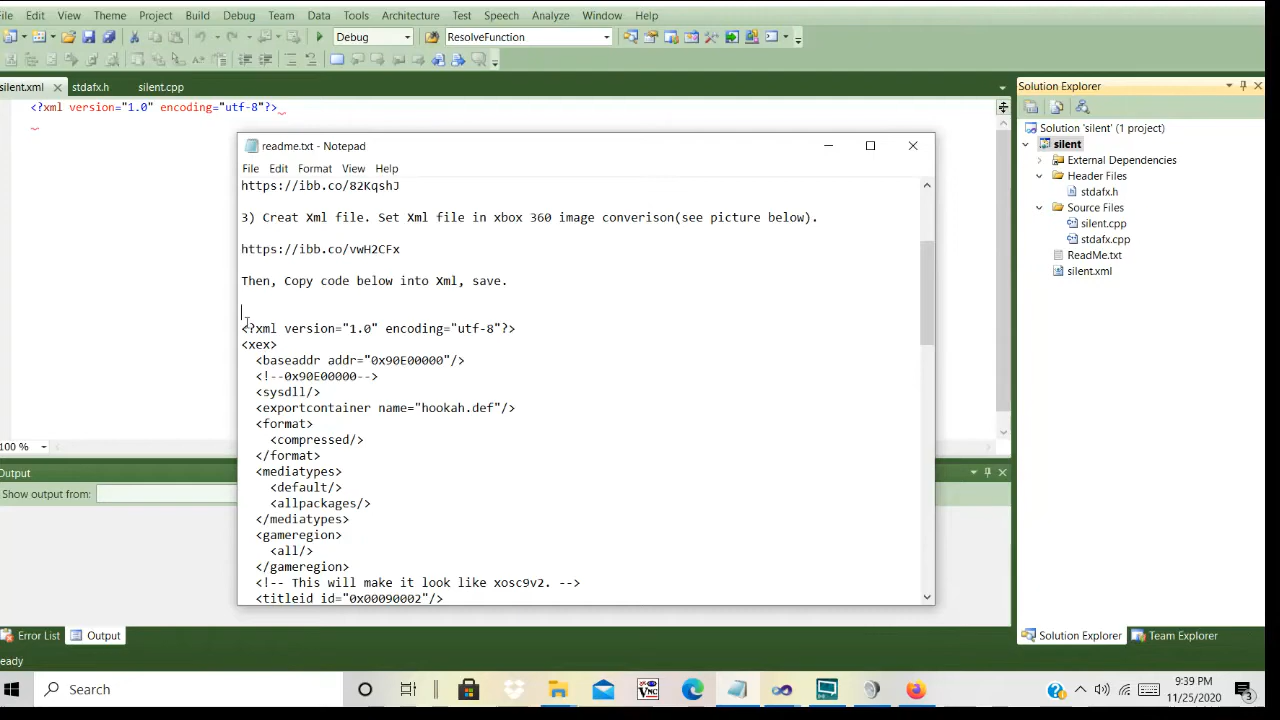 File Edit View Theme Project Build Debug Team Data Tools Architecture Test Speech Analyze Window Help
Debug ResolveFunction
silent.xml stdafx.h silent.cpp
<?xml version="1.0" encoding="utf-8"?>
100 %
Output
Show output from:
Error List Output
eady
readme.txt - Notepad
File Edit Format View Help
https://ibb.co/82KqshJ
3) Creat Xml file. Set Xml file in xbox 360 image converison(see picture below).
https://ibb.co/vwH2CFx
Then, Copy code below into Xml, save.
<?xml version="1.0" encoding="utf-8"?>
<xex>
<baseaddr addr="0x90E00000"/>
<!--0x90E00000-->
<sysdll/>
<exportcontainer name="hookah.def"/>
<format>
<compressed/>
</format>
<mediatypes>
<default/>
<allpackages/>
</mediatypes>
<gameregion>
<all/>
</gameregion>
<!-- This will make it look like xosc9v2. -->
<titleid id="0x00090002"/>
Solution Explorer
Solution 'silent' (1 project)
silent
External Dependencies
Header Files
stdafx.h
Source Files
silent.cpp
stdafx.cpp
ReadMe.txt
silent.xml
Solution Explorer Team Explorer
Search
VNC
9:39 PM
11/25/2020
3